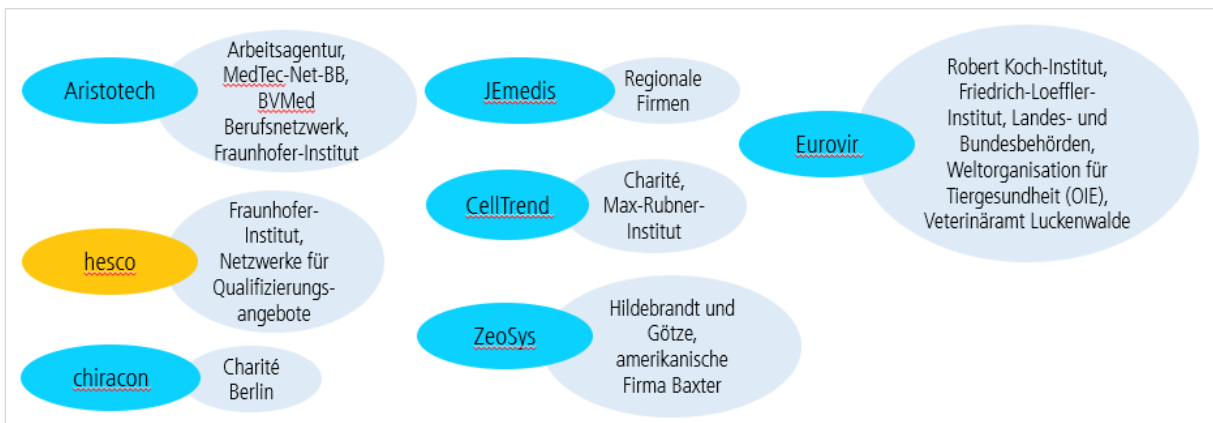 Aristotech
Arbeitsagentur,
MedTec-Net-BB,
BVMed
Berufsnetzwerk,
Fraunhofer-Institut
hesco
Fraunhofer-
Institut,
Netzwerke für
Qualifizierungs-
angebote
chiracon
Charité
Berlin
JEmedis
Regionale
Firmen
CellTrend
Charité,
Max-Rubner-
Institut
ZeoSys
Hildebrandt und
Götze,
amerikanische
Firma Baxter
Eurovir
Robert Koch-Institut,
Friedrich-Loeffler-
Institut, Landes- und
Bundesbehörden,
Weltorganisation für
Tiergesundheit (OIE),
Veterinäramt Luckenwalde